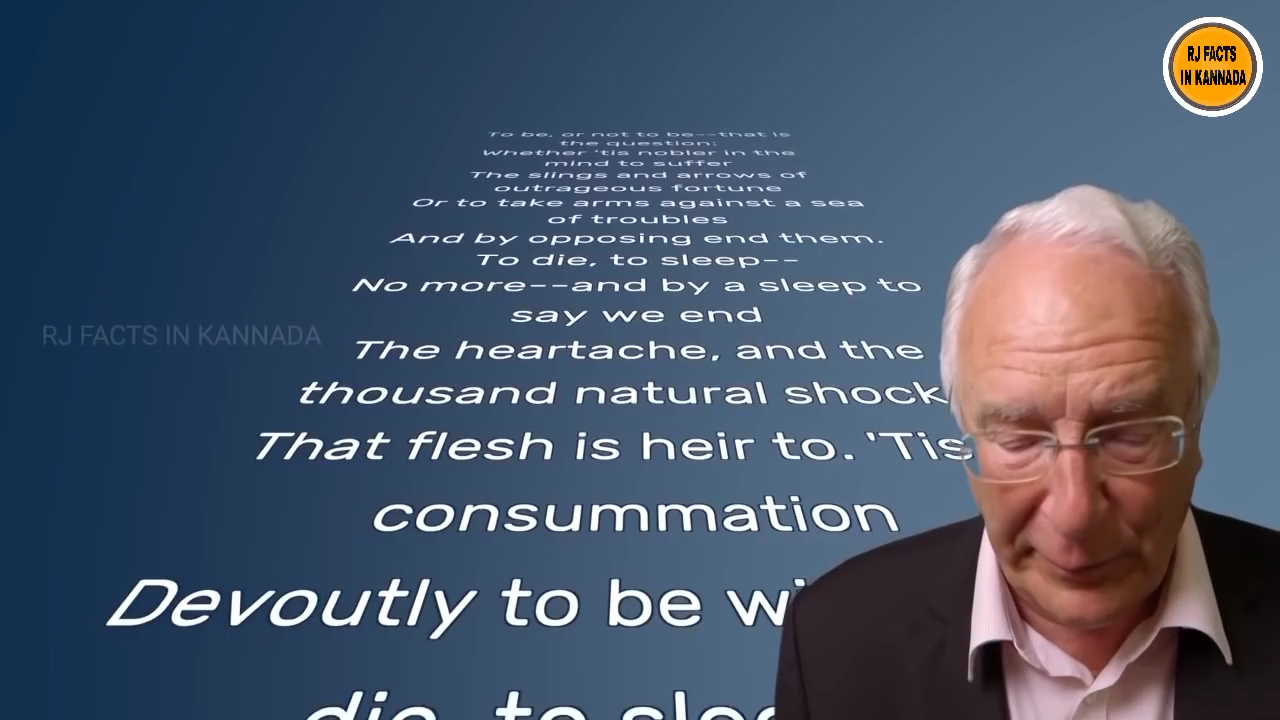 RJ FACTS
IN KANNADA
To be, or not to be--that is
the question:
Whether 'tis nobler in the
mind to suffer
The slings and arrows of
outrageous fortune
Or to take arms against a sea
of troubles
And by opposing end them.
To die, to sleep--
No more--and by a sleep to
say we end
RJ FACTS IN KANNADA
The heartache, and the
thousand natural shock
That flesh is heir to. 'Tis
consummation
Devoutly to be
die, to